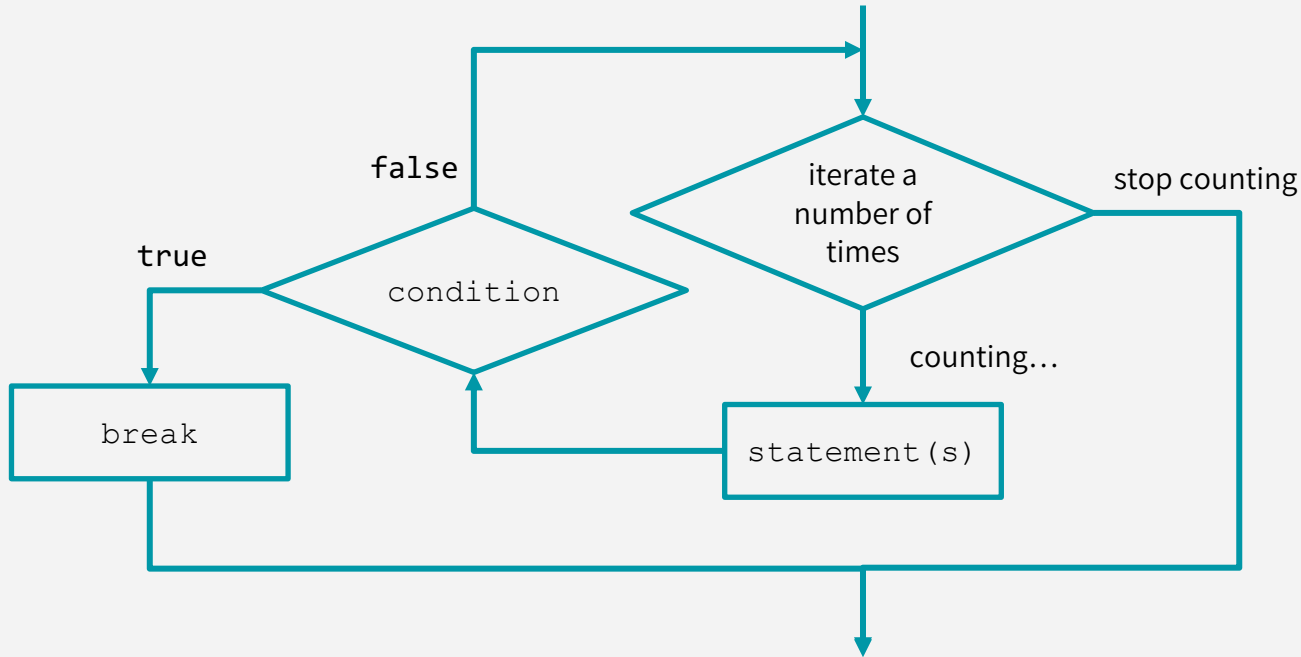 false
iterate a
number of
times
stop counting
true
condition
counting…
break
statement(s)